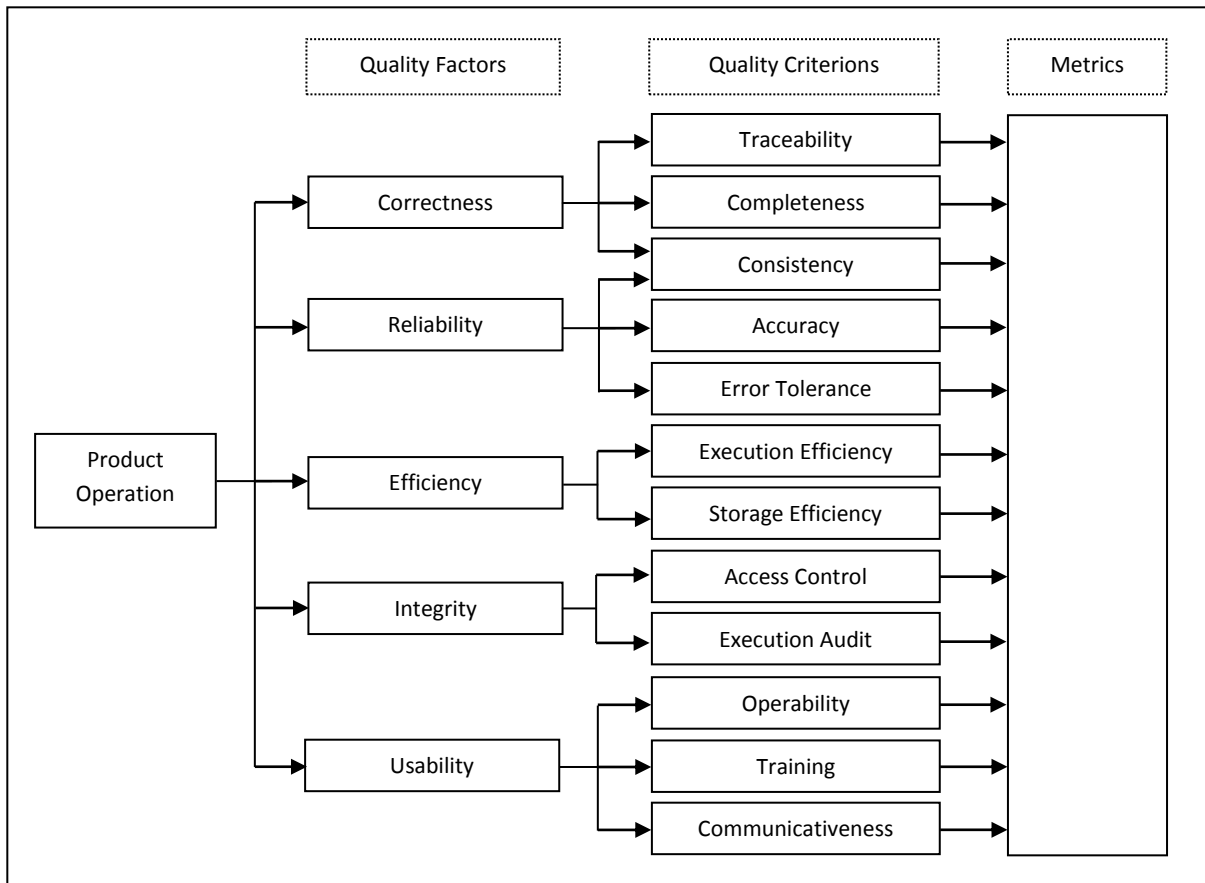 Quality Factors
Quality Criterions
Metrics
Traceability
Correctness
Completeness
Consistency
Reliability
Accuracy
Error Tolerance
Product
Operation
Efficiency
Execution Efficiency
Storage Efficiency
Integrity
Access Control
Execution Audit
Usability
Operability
Training
Communicativeness